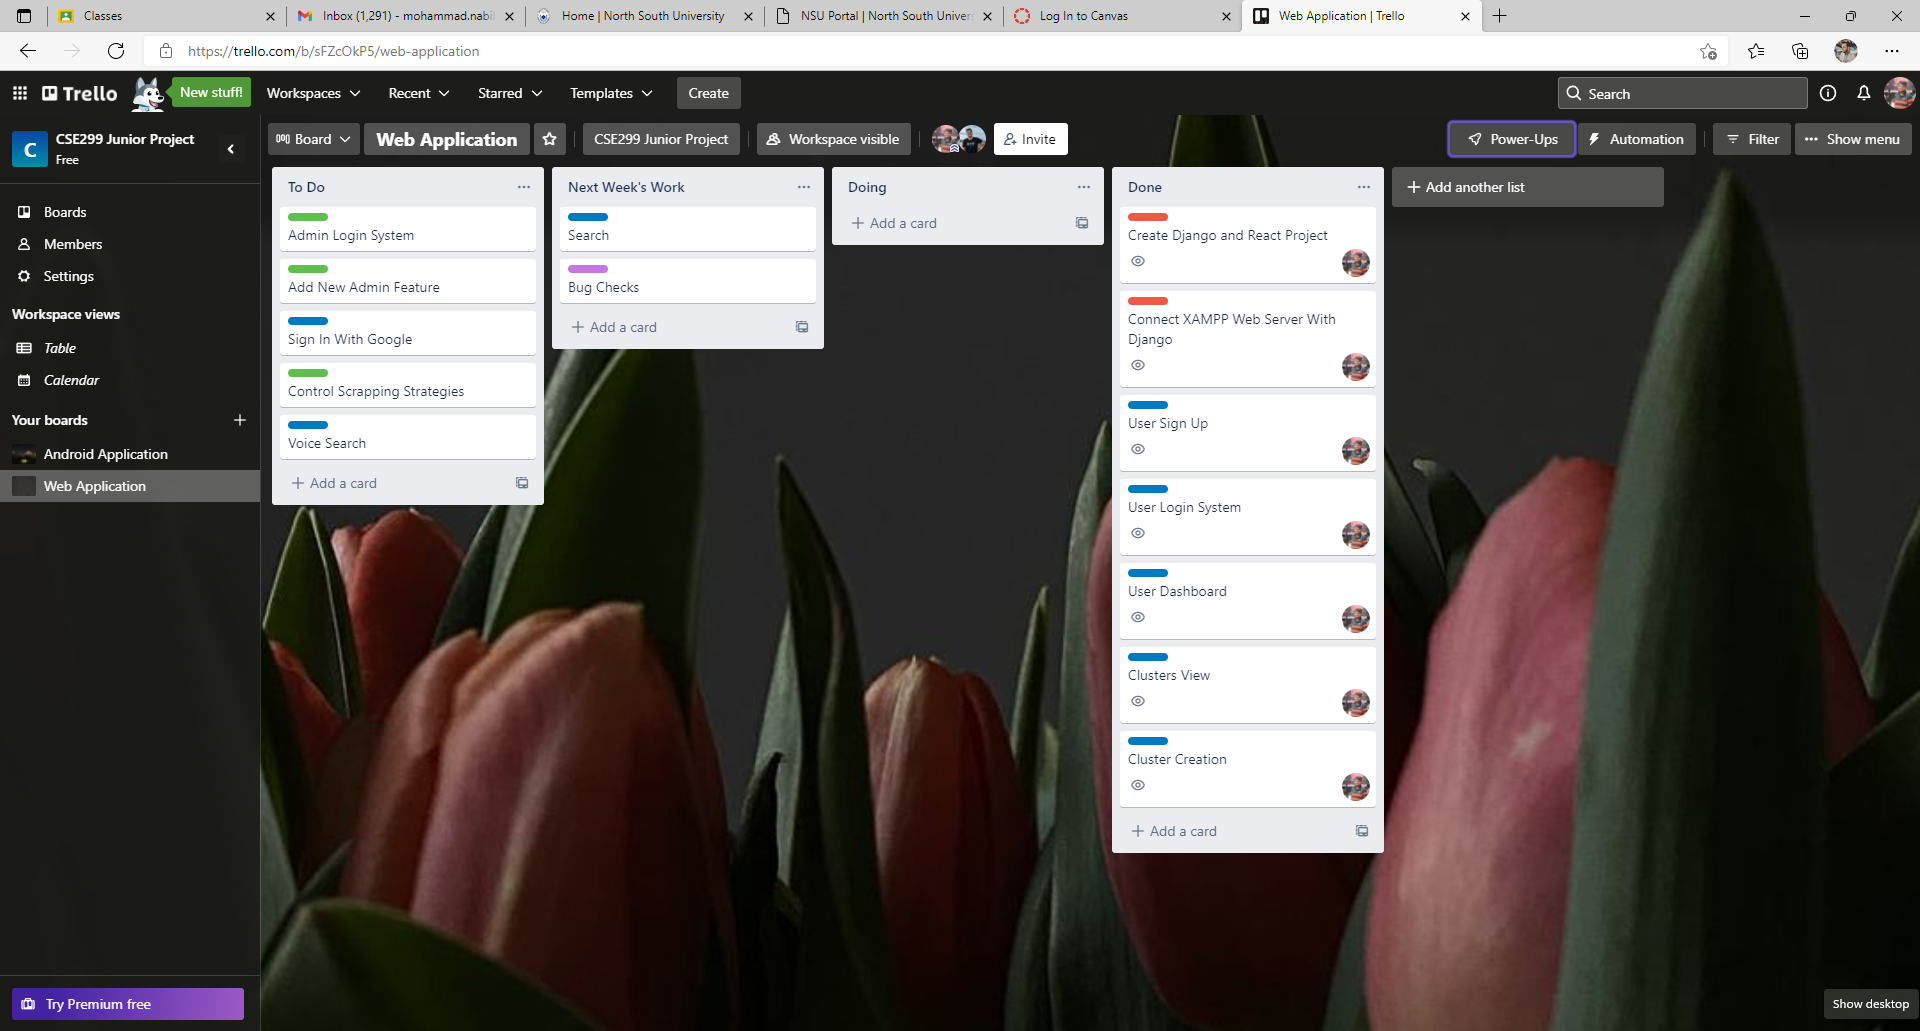 Classes
Inbox (1,291) - mohammad.nabil
Home | North South University
NSU Portal | North South Univers
Log In to Canvas
Web Application | Trello
https://trello.com/b/sFZcOkP5/web-application
Trello
New stuff!
Workspaces
Recent
Starred
Templates
Create
Search
C
CSE299 Junior Project
Free
Board
Web Application
CSE299 Junior Project
Workspace visible
Invite
Power-Ups
Automation
Filter
Show menu
Boards
Members
Settings
Workspace views
Table
Calendar
Your boards
Android Application
Web Application
Try Premium free
To Do
Admin Login System
Add New Admin Feature
Sign In With Google
Control Scrapping Strategies
Voice Search
Add a card
Next Week's Work
Search
Bug Checks
Add a card
Doing
Add a card
Done
Create Django and React Project
Connect XAMPP Web Server With
Django
User Sign Up
User Login System
User Dashboard
Clusters View
Cluster Creation
Add a card
Add another list
Show desktop